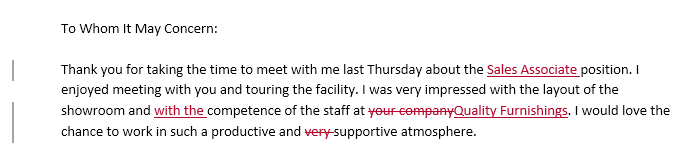 To Whom It May Concern:
Thank you for taking the time to meet with me last Thursday about the Sales Associate position. I
enjoyed meeting with you and touring the facility. I was very impressed with the layout of the
showroom and with the competence of the staff at your companyQuality Furnishings. I would love the
chance to work in such a productive and very supportive atmosphere.